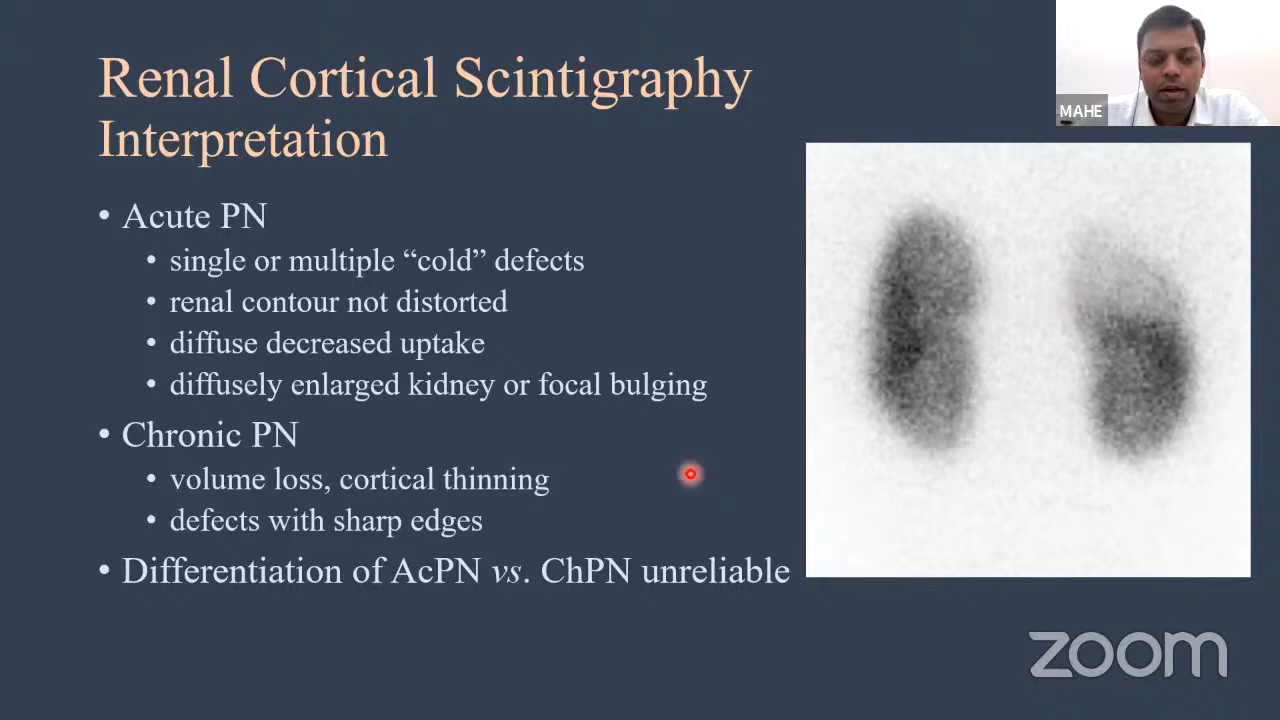 Renal Cortical Scintigraphy
Interpretation
• Acute PN
• single or multiple “cold” defects
• renal contour not distorted
• diffuse decreased uptake
• diffusely enlarged kidney or focal bulging
• Chronic PN
• volume loss, cortical thinning
• defects with sharp edges
• Differentiation of AcPN vs. ChPN unreliable
MAHE
zoom